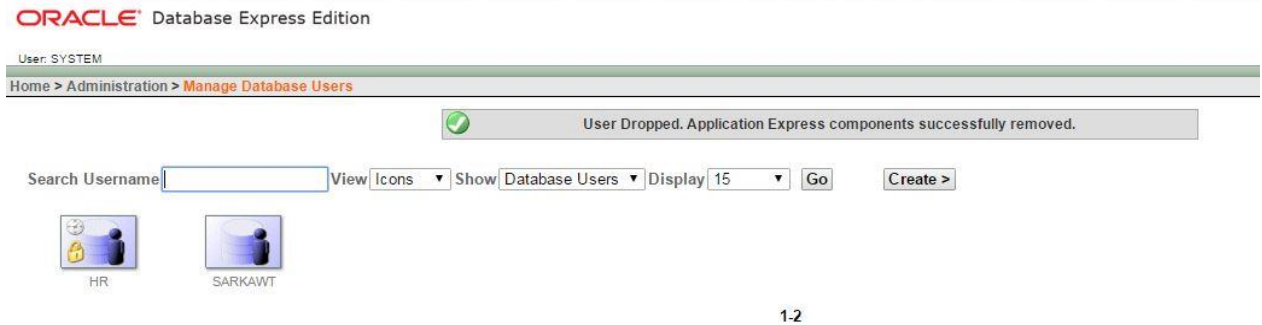 ORACLE® Database Express Edition
User: SYSTEM
Home > Administration > Manage Database Users
User Dropped. Application Express components successfully removed.
Search Username View Icons Show Database Users Display 15 Go Create >
HR SARKAWT
1-2